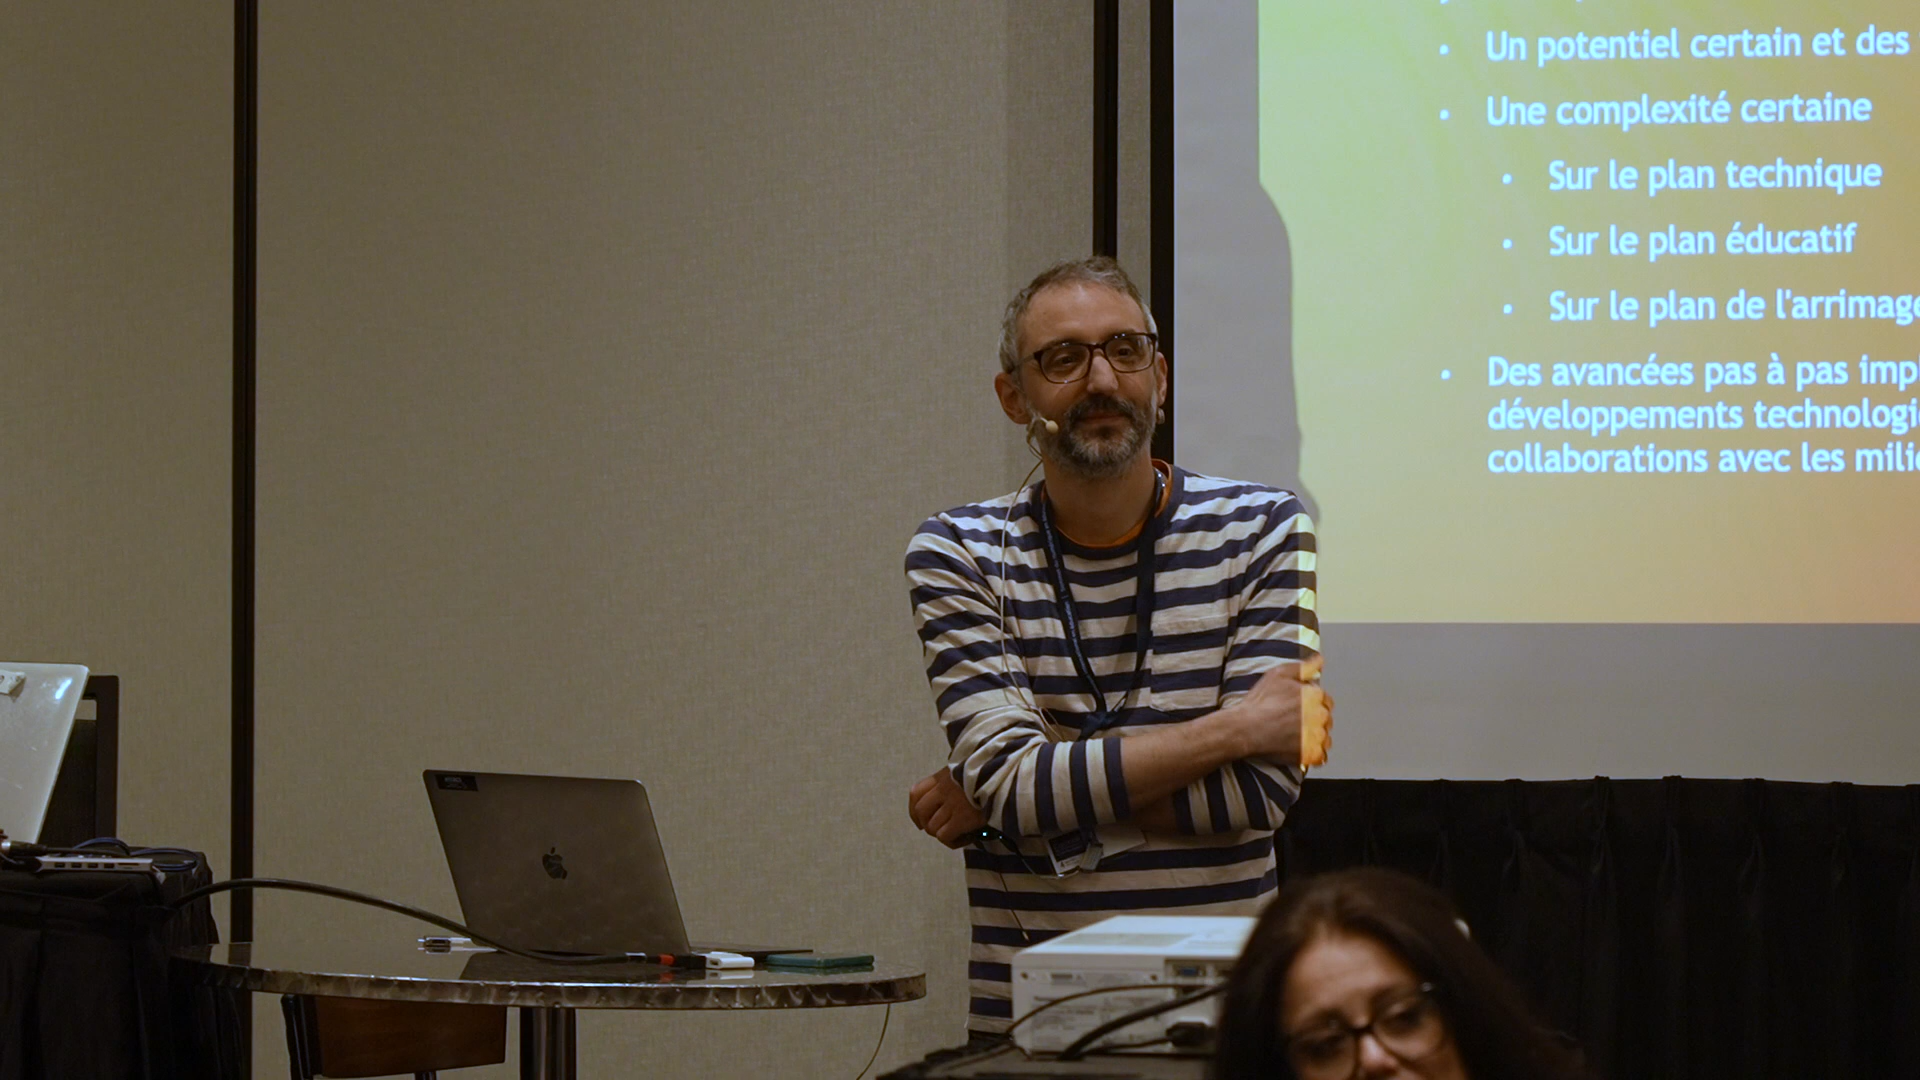 Un potentiel certain et des
Une complexité certaine
Sur le plan technique
Sur le plan éducatif
Sur le plan de l'arrimage
Des avancées pas à pas impl
développements technologi
collaborations avec les mili